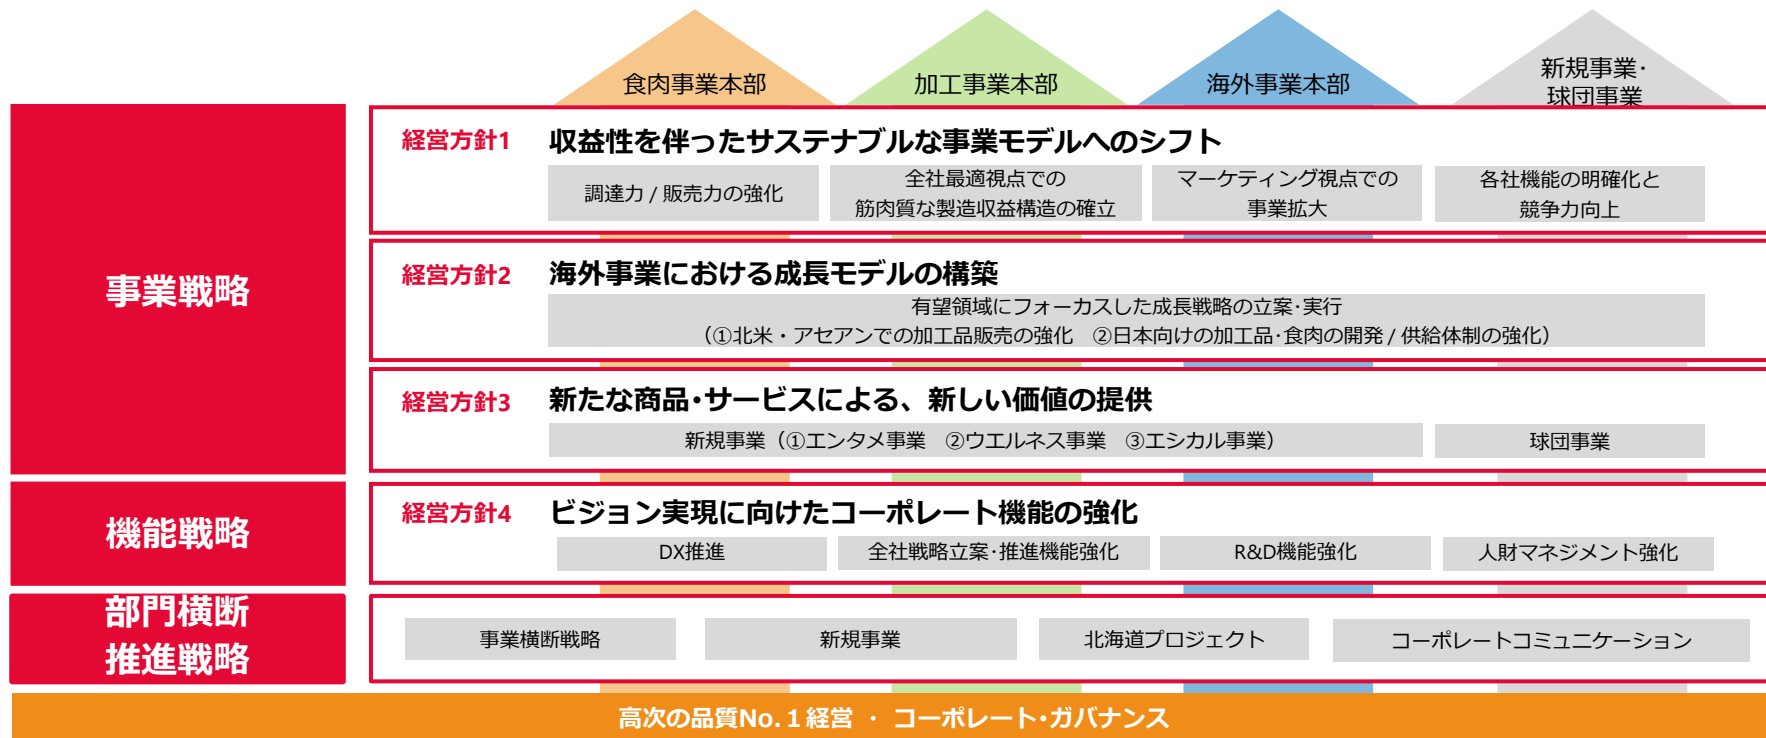 食肉事業本部
加工事業本部
海外事業本部
新規事業・
球団事業
事業戦略
経営方針1
収益性を伴ったサステナブルな事業モデルへのシフト
調達力 / 販売力の強化
全社最適視点での
筋肉質な製造収益構造の確立
マーケティング視点での
事業拡大
各社機能の明確化と
競争力向上
経営方針2
海外事業における成長モデルの構築
有望領域にフォーカスした成長戦略の立案・実行
（①北米・アセアンでの加工品販売の強化　②日本向けの加工品・食肉の開発 / 供給体制の強化）
経営方針3
新たな商品・サービスによる、新しい価値の提供
新規事業（①エンタメ事業　②ウエルネス事業　③エシカル事業）
球団事業
機能戦略
経営方針4
ビジョン実現に向けたコーポレート機能の強化
DX推進
全社戦略立案・推進機能強化
R&D機能強化
人財マネジメント強化
部門横断
推進戦略
事業横断戦略
新規事業
北海道プロジェクト
コーポレートコミュニケーション
高次の品質No.１経営 ・ コーポレート・ガバナンス